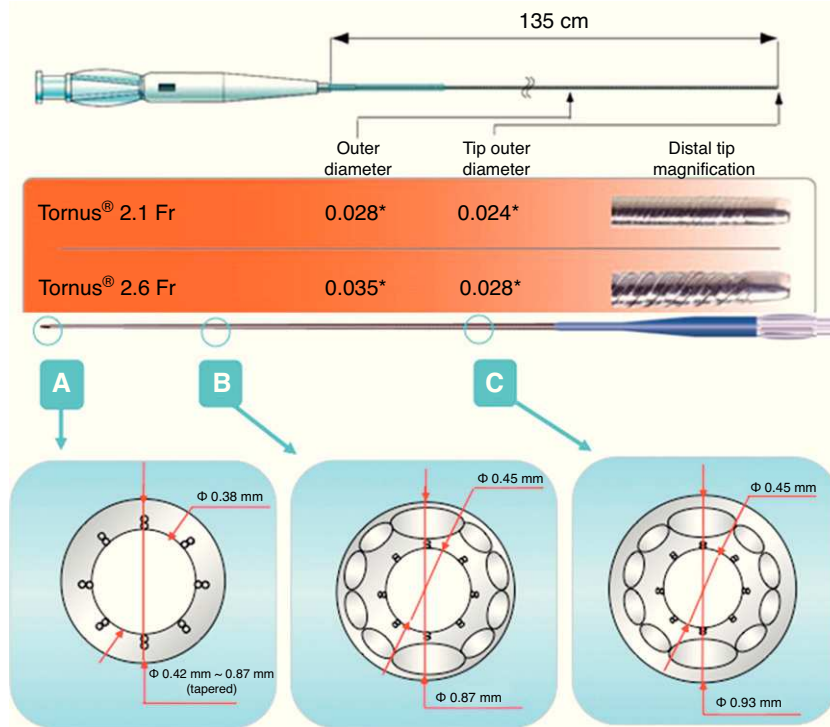 135 cm
Outer
diameter
Tip outer
diameter
Distal tip
magnification
Tornus® 2.1 Fr 0.028* 0.024*
Tornus® 2.6 Fr 0.035* 0.028*
A
B
C
Φ 0.38 mm
Φ 0.42 mm ~ 0.87 mm
(tapered)
Φ 0.45 mm
Φ 0.87 mm
Φ 0.45 mm
Φ 0.93 mm